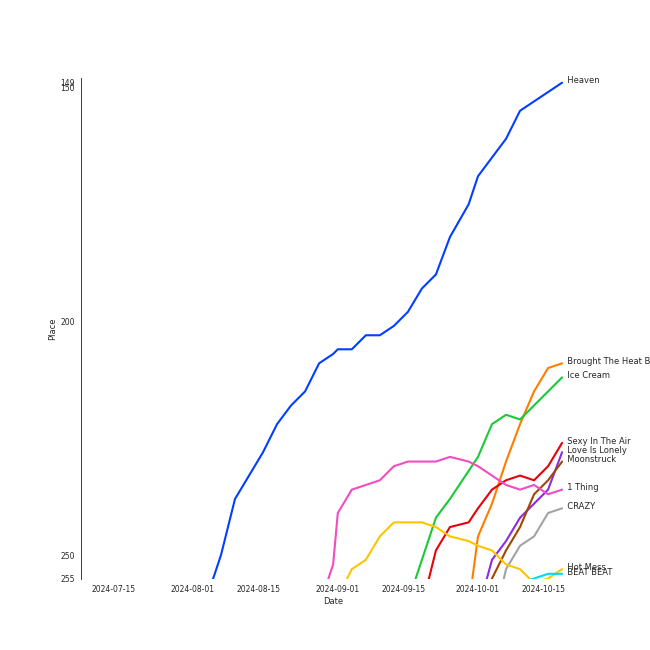 149
150
Heaven
Place
200
Brought The Heat B
Ice Cream
Sexy In The Air
Love Is Lonely
Moonstruck
1 Thing
CRAZY
250
Hot Mess
BEAT BEAT
255
2024-07-15 2024-08-01 2024-08-15 2024-09-01 2024-09-15 2024-10-01 2024-10-15
Date